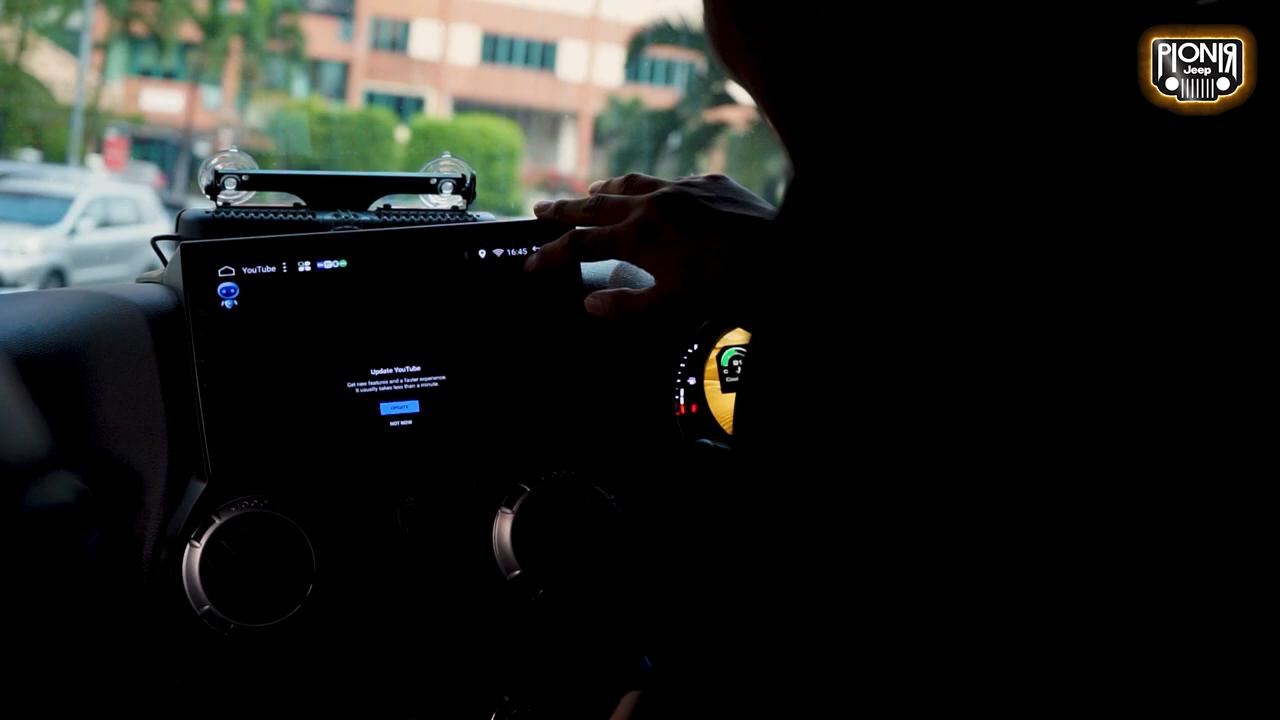 PIONIR
Jeep
YouTube
16:45
Update YouTube
Get new features and a faster experience.
It usually takes less than a minute.
UPDATE
NOT NOW